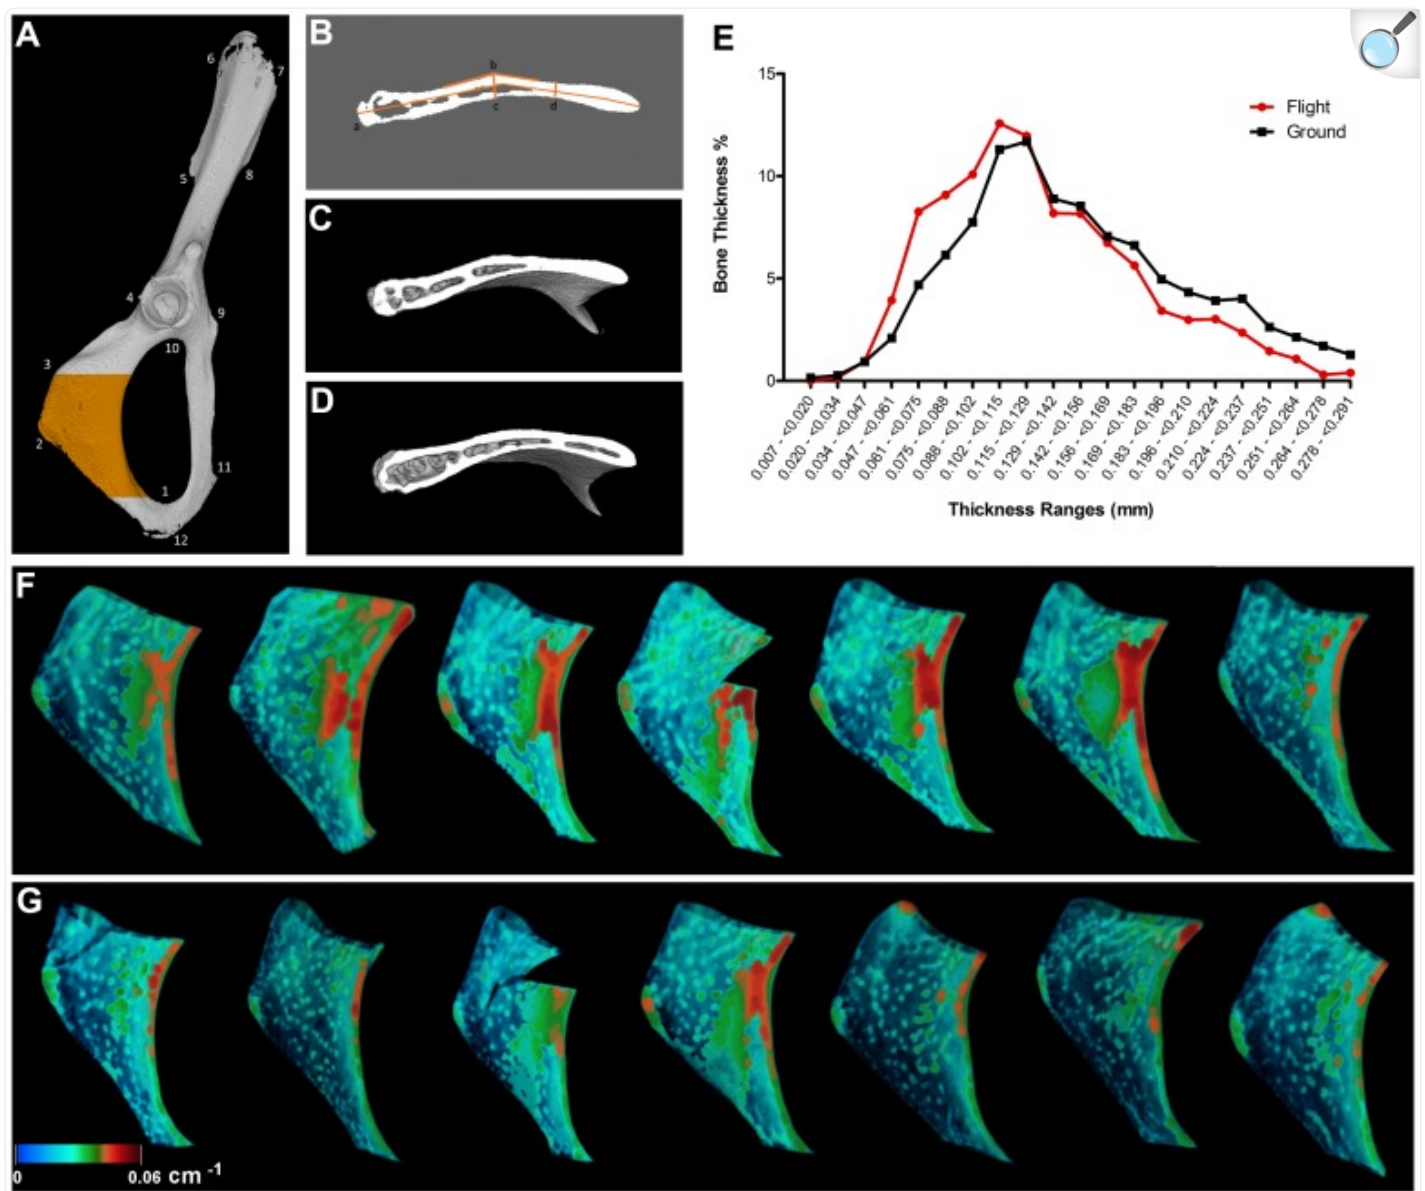 A
6
7
5
8
4
9
10
3
2
11
1
12
B
b
a
c
d
C
D
E
15
10
5
0
Bone Thickness %
Flight
Ground
0.007 - <0.020
0.020 - <0.034
0.034 - <0.047
0.047 - <0.061
0.061 - <0.075
0.075 - <0.088
0.088 - <0.102
0.102 - <0.115
0.115 - <0.129
0.129 - <0.142
0.142 - <0.156
0.156 - <0.169
0.169 - <0.183
0.183 - <0.196
0.196 - <0.210
0.210 - <0.224
0.224 - <0.237
0.237 - <0.251
0.251 - <0.264
0.264 - <0.278
0.278 - <0.291
Thickness Ranges (mm)
F
G
0 0.06 cm -1